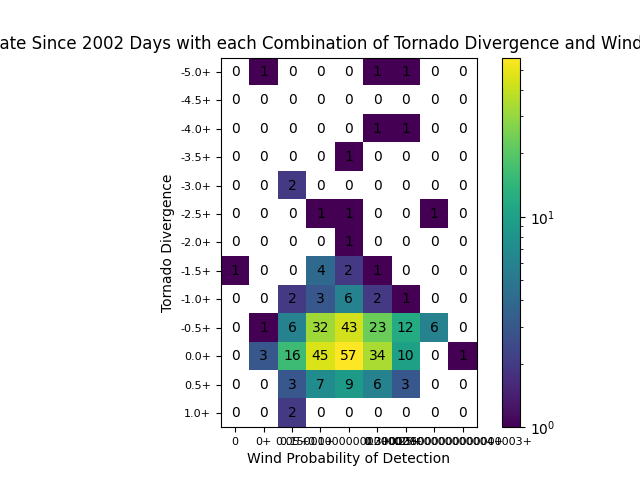 ate Since 2002 Days with each Combination of Tornado Divergence and Wind
-5.0+ 0 1 0 0 0 1 1 0 0
-4.5+ 0 0 0 0 0 0 0 0 0
-4.0+ 0 0 0 0 0 1 1 0 0
-3.5+ 0 0 0 0 1 0 0 0 0
-3.0+ 0 0 2 0 0 0 0 0 0
-2.5+ 0 0 0 1 1 0 0 1 0
-2.0+ 0 0 0 0 1 0 0 0 0
-1.5+ 1 0 0 4 2 1 0 0 0
-1.0+ 0 0 2 3 6 2 1 0 0
-0.5+ 0 1 6 32 43 23 12 6 0
0.0+ 0 3 16 45 57 34 10 0 1
0.5+ 0 0 3 7 9 6 3 0 0
1.0+ 0 0 2 0 0 0 0 0 0
0 0+
Wind Probability of Detection
Tornado Divergence
10¹
10⁰